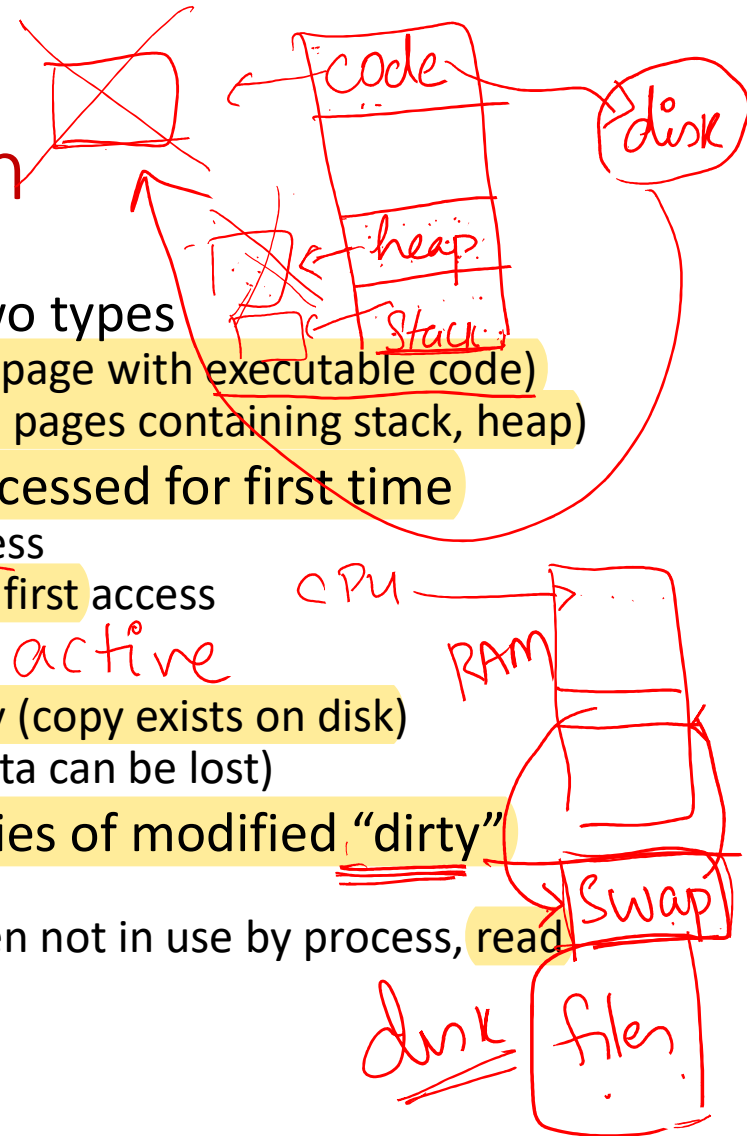 code
disk
n
heap
Stack
wo types
page with executable code)
pages containing stack, heap)
cessed for first time
ess
first access
CPU
active
RAM
y (copy exists on disk)
ta can be lost)
ies of modified “dirty”
swap
en not in use by process, read
disk
files